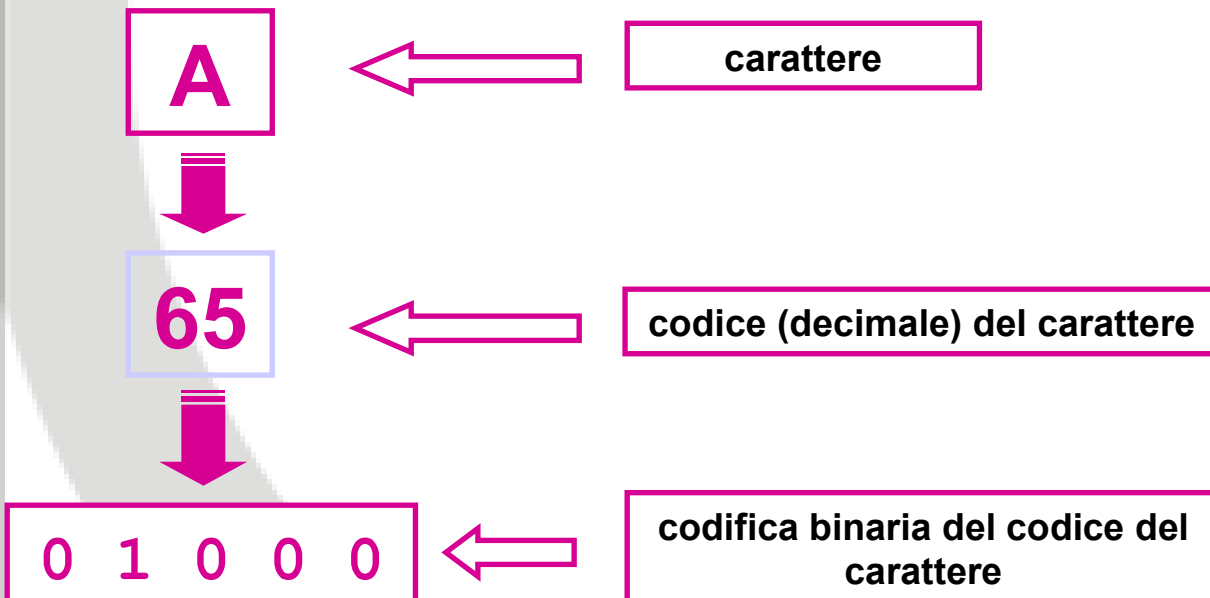 A
carattere
65
codice (decimale) del carattere
0 1 0 0 0
codifica binaria del codice del
carattere